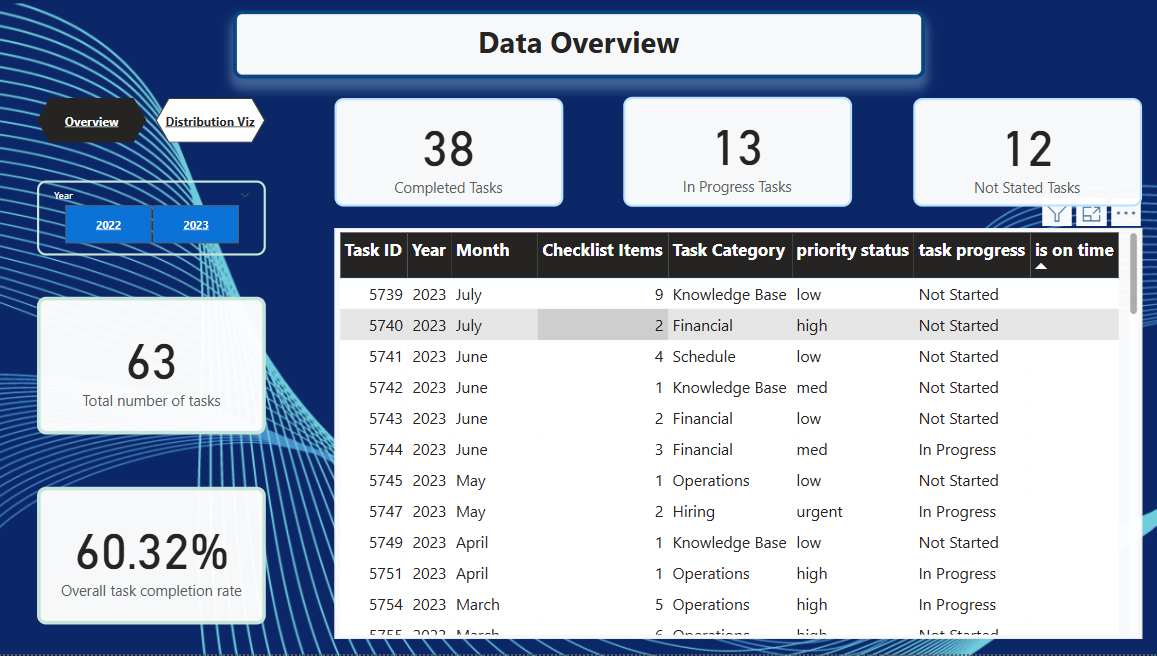 Data Overview
Overview
Distribution Viz
Year
2022 2023
38
Completed Tasks
13
In Progress Tasks
12
Not Stated Tasks
63
Total number of tasks
60.32%
Overall task completion rate
Task ID Year Month Checklist Items Task Category priority status task progress is on time
5739 2023 July 9 Knowledge Base low Not Started
5740 2023 July 2 Financial high Not Started
5741 2023 June 4 Schedule low Not Started
5742 2023 June 1 Knowledge Base med Not Started
5743 2023 June 2 Financial low Not Started
5744 2023 June 3 Financial med In Progress
5745 2023 May 1 Operations low Not Started
5747 2023 May 2 Hiring urgent In Progress
5749 2023 April 1 Knowledge Base low Not Started
5751 2023 April 1 Operations high In Progress
5754 2023 March 5 Operations high In Progress
5755 2023 March 6 Operations high Not Started